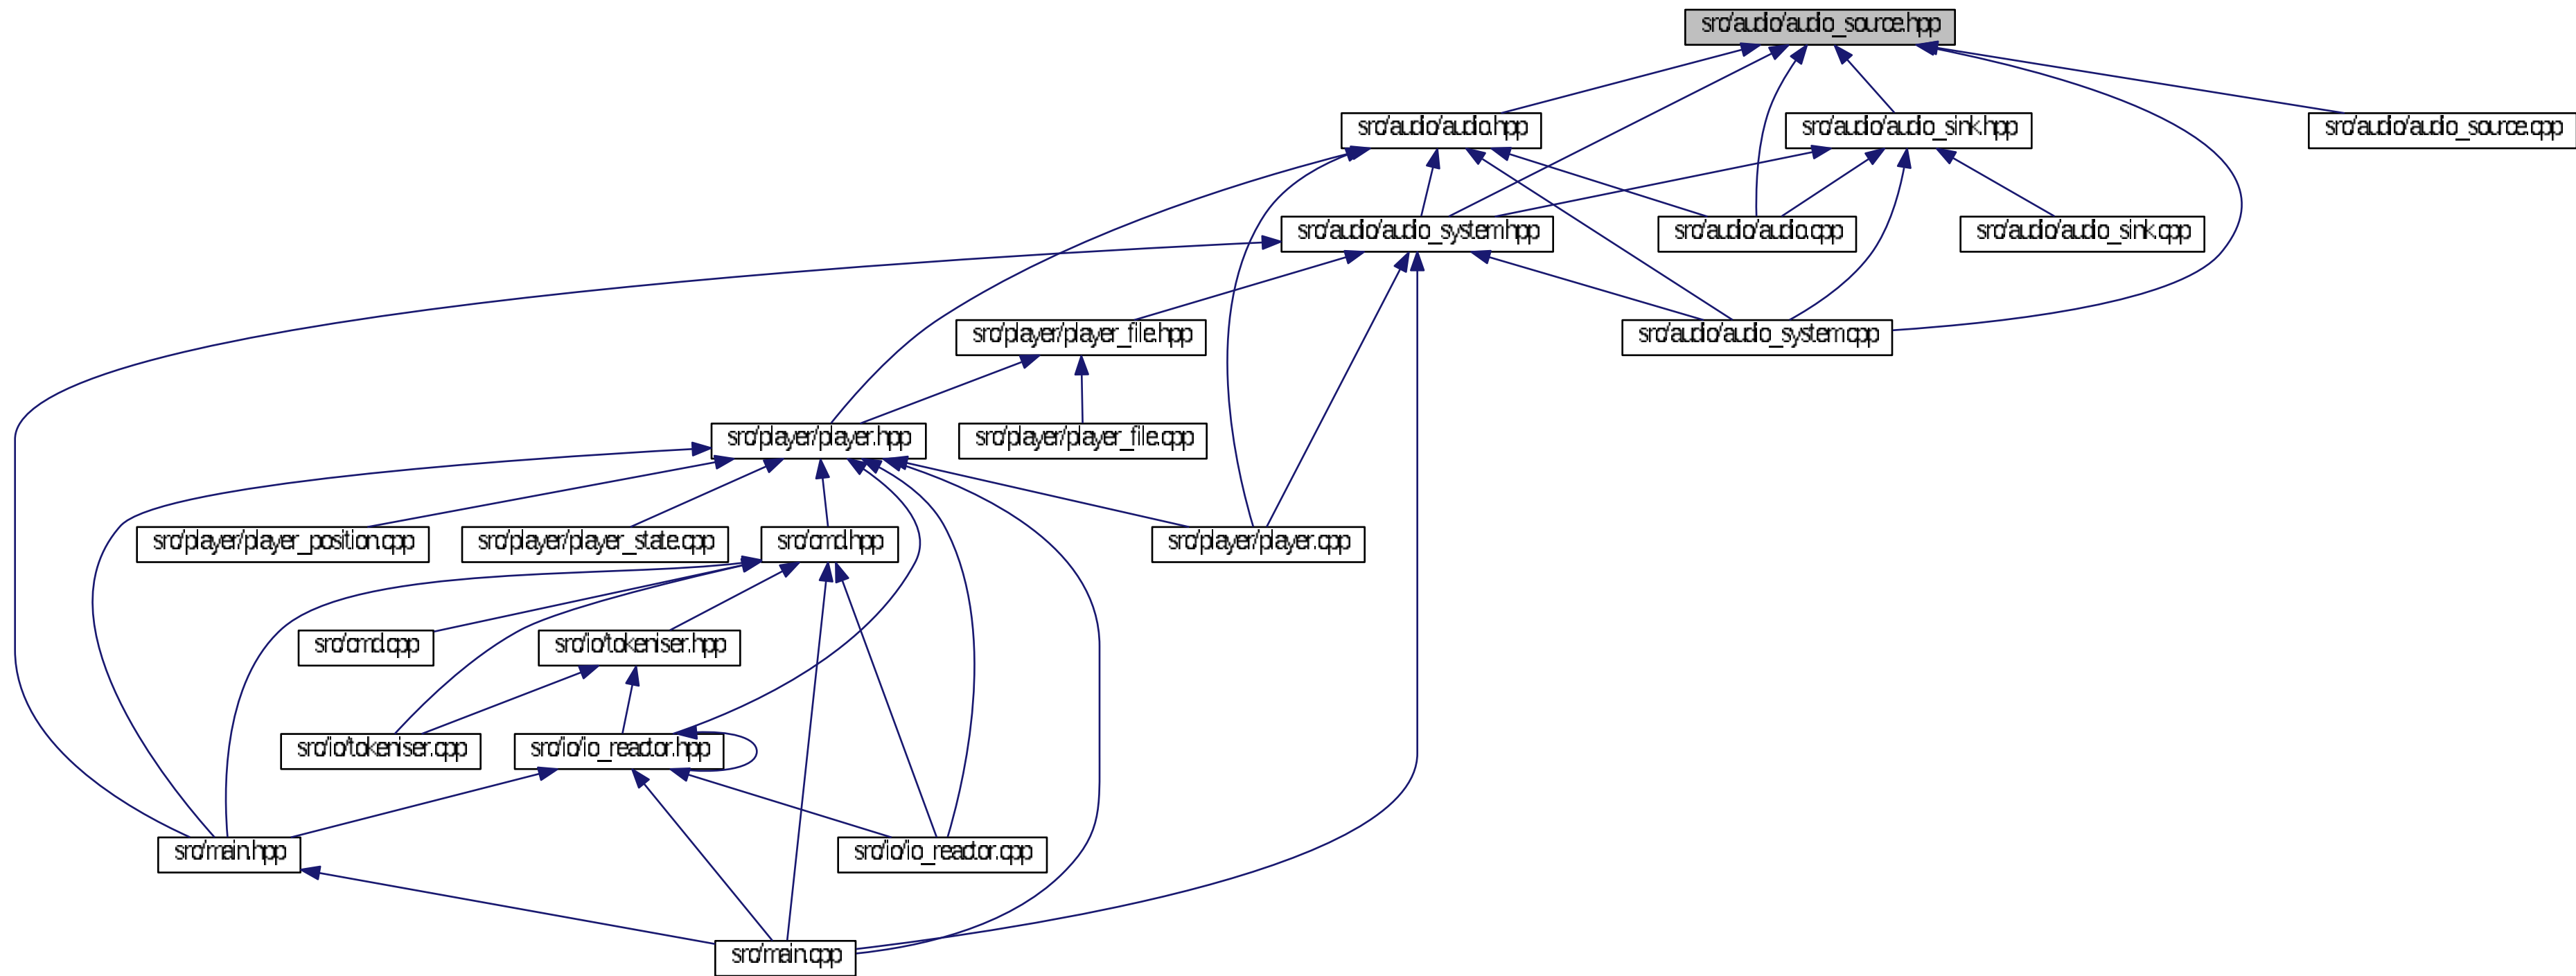 src/audio/audio_source.hpp
src/audio/audio.hpp
src/audio/audio_sink.hpp
src/audio/audio_source.cpp
src/audio/audio_system.hpp
src/audio/audio.cpp
src/audio/audio_sink.cpp
src/player/player_file.hpp
src/audio/audio_system.cpp
src/player/player.hpp
src/player/player_file.cpp
src/player/player_position.cpp
src/player/player_state.cpp
src/cmd.hpp
src/player/player.cpp
src/cmd.cpp
src/io/tokeniser.hpp
src/io/tokeniser.cpp
src/io/io_reactor.hpp
src/main.hpp
src/io/io_reactor.cpp
src/main.cpp